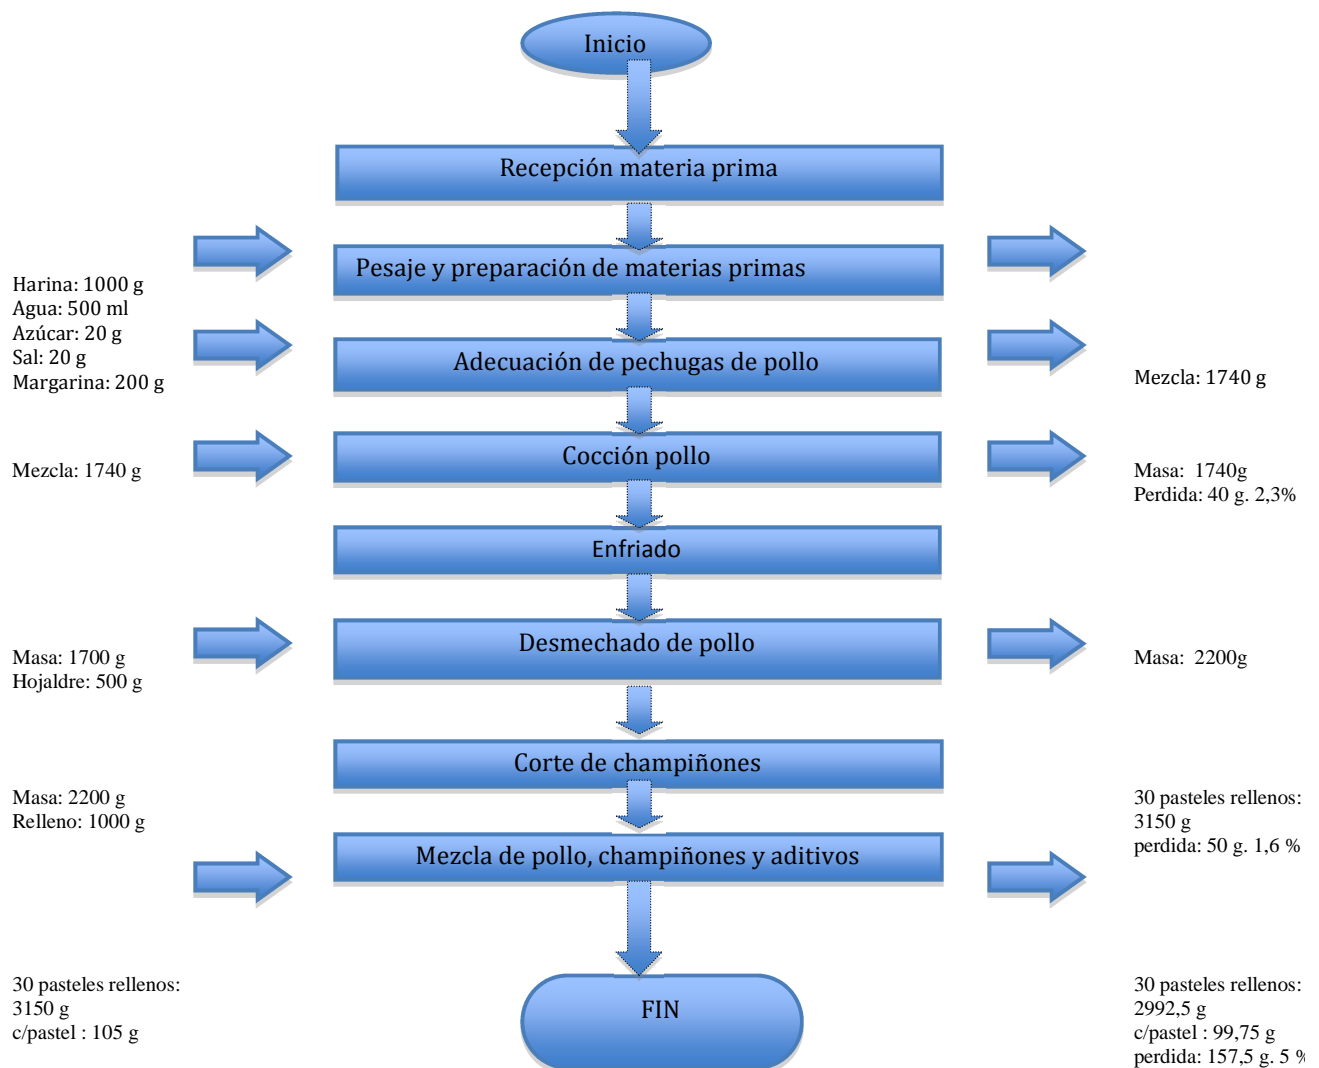 Inicio
Recepción materia prima
Pesaje y preparación de materias primas
Harina: 1000 g
Agua: 500 ml
Azúcar: 20 g
Sal: 20 g
Margarina: 200 g
Adecuación de pechugas de pollo
Mezcla: 1740 g
Mezcla: 1740 g
Cocción pollo
Masa:  1740g
Perdida: 40 g. 2,3%
Enfriado
Desmechado de pollo
Masa: 1700 g
Hojaldre: 500 g
Masa:  2200g
Corte de champiñones
Masa: 2200 g
Relleno: 1000 g
30 pasteles rellenos:
3150 g
perdida: 50 g. 1,6 %
Mezcla de pollo, champiñones y aditivos
30 pasteles rellenos:
3150 g
c/pastel : 105 g
FIN
30 pasteles rellenos:
2992,5 g
c/pastel : 99,75 g
perdida: 157,5 g. 5 %